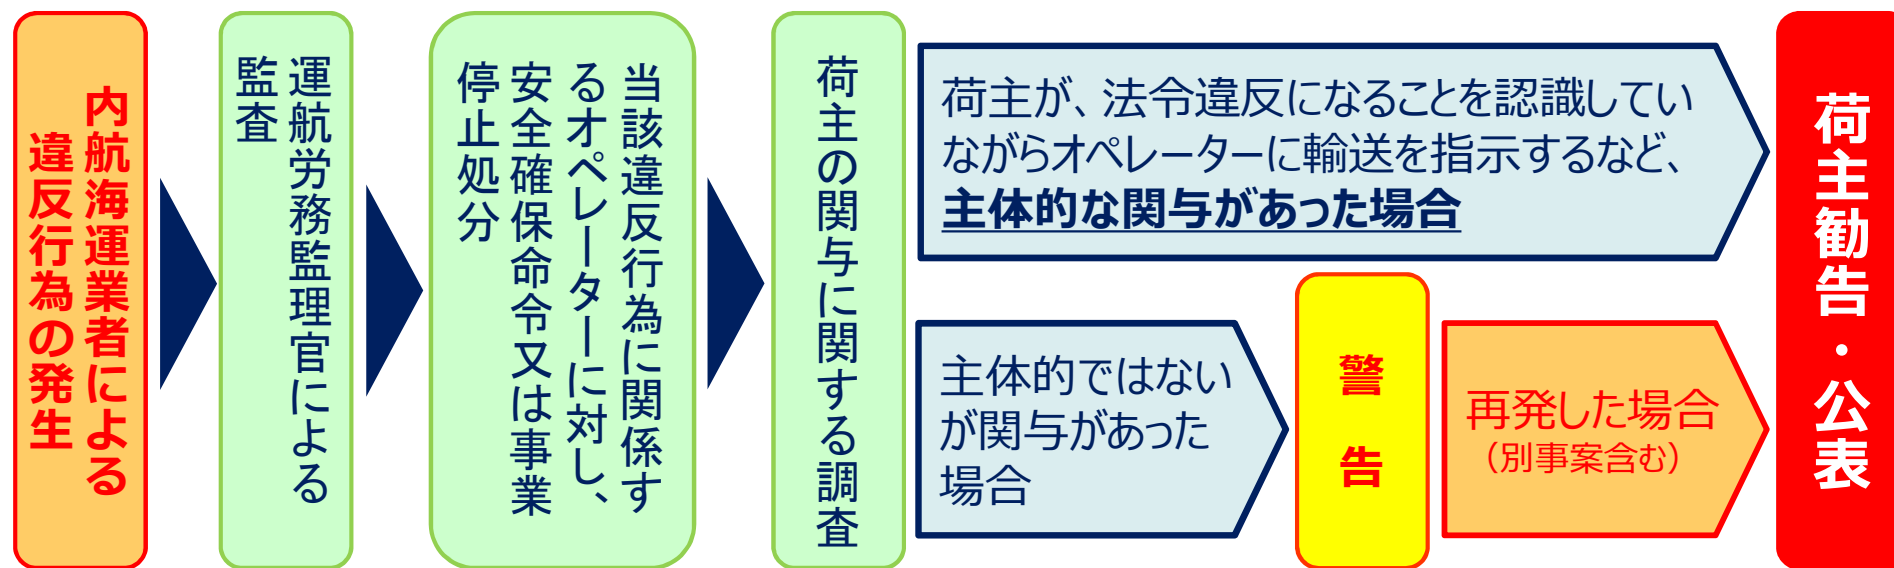 内航海運業者による
違反行為の発生
運航労務監理官による
監査
当該違反行為に関係す
るオペレーターに対し、
安全確保命令又は事業
停止処分
荷主の関与に関する調査
荷主が、法令違反になることを認識してい
ながらオペレーターに輸送を指示するなど、
主体的な関与があった場合
主体的ではない
が関与があった
場合
警告
再発した場合
（別事案含む）
荷主勧告・公表